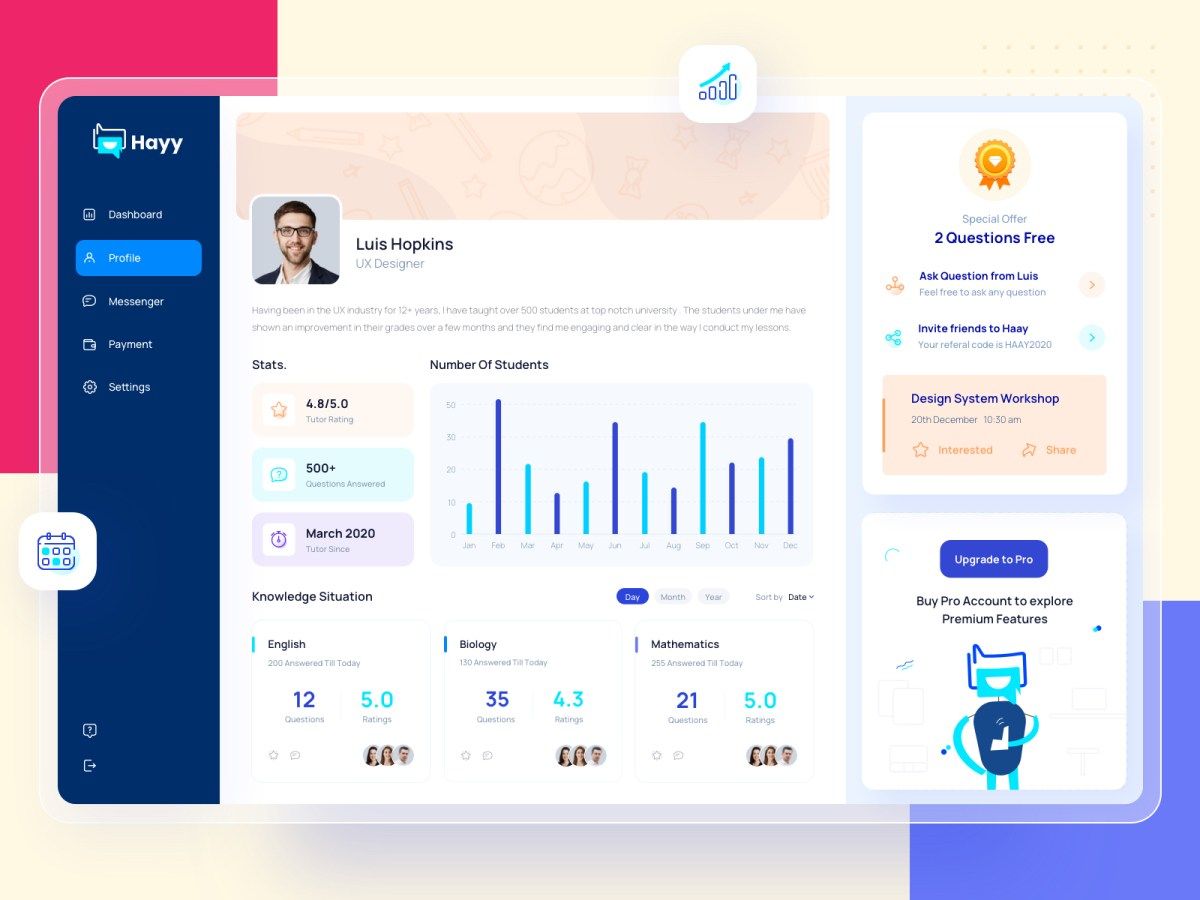 Hayy
Dashboard
Profile
Messenger
Payment
Settings
Luis Hopkins
UX Designer
Having been in the UX industry for 12+ years, I have taught over 500 students at top notch university . The students under me have
shown an improvement in their grades over a few months and they find me engaging and clear in the way I conduct my lessons.
Stats.
4.8/5.0
Tutor Rating
?
500+
Questions Answered
March 2020
Tutor Since
Number Of Students
50
30
20
10
0
Jan Feb Mar Apr May Jun Jul Aug Sep Oct Nov Dec
Knowledge Situation
Day Month Year Sort by Date
English
200 Answered Till Today
12 5.0
Questions Ratings
Biology
130 Answered Till Today
35 4.3
Questions Ratings
Mathematics
255 Answered Till Today
21 5.0
Questions Ratings
?
Special Offer
2 Questions Free
Ask Question from Luis
Feel free to ask any question
Invite friends to Haay
Your referal code is HAAY2020
Design System Workshop
20th December 10:30 am
Interested Share
Upgrade to Pro
Buy Pro Account to explore
Premium Features